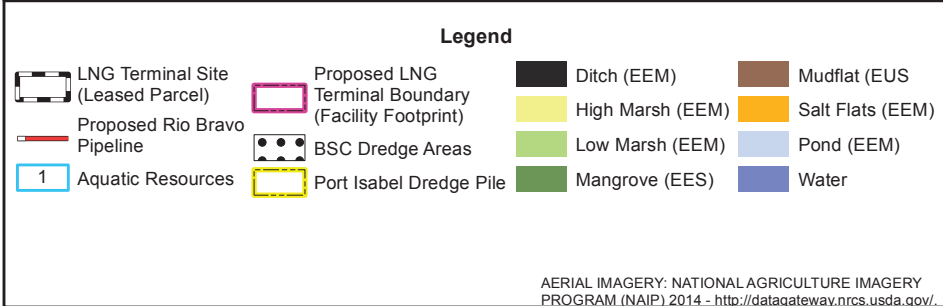 Legend
LNG Terminal Site
(Leased Parcel)
Proposed Rio Bravo
Pipeline
1
Aquatic Resources
Proposed LNG
Terminal Boundary
(Facility Footprint)
BSC Dredge Areas
Port Isabel Dredge Pile
Ditch (EEM)
High Marsh (EEM)
Low Marsh (EEM)
Mangrove (EES)
Mudflat (EUS
Salt Flats (EEM)
Pond (EEM)
Water
AERIAL IMAGERY: NATIONAL AGRICULTURE IMAGERY
PROGRAM (NAIP) 2014 - http://datagateway.nrcs.usda.gov/.